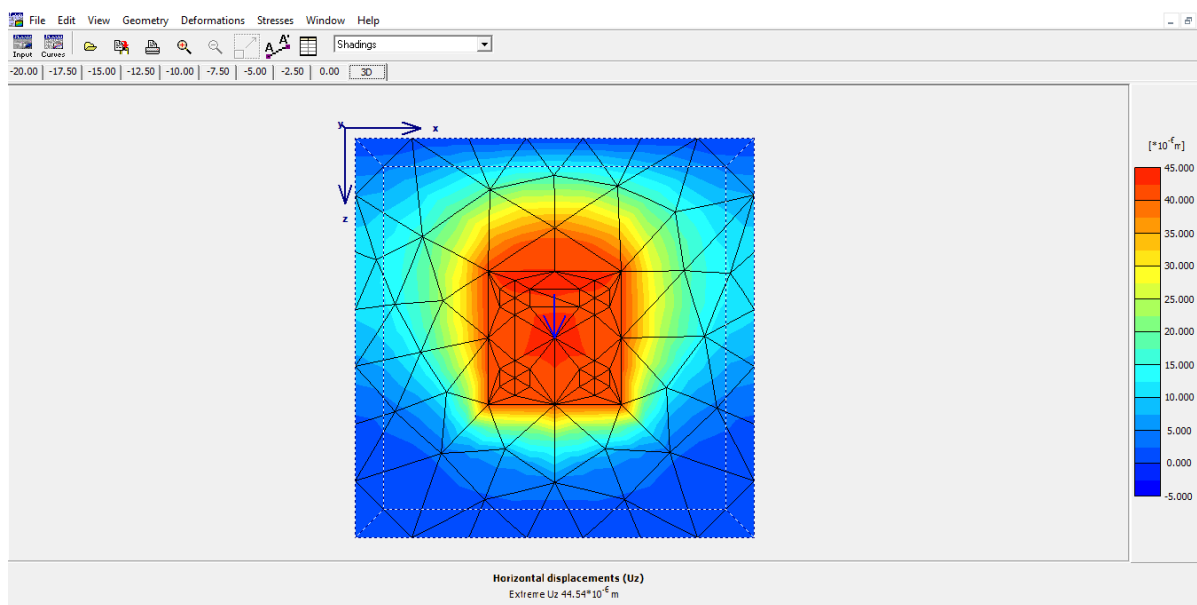 File Edit View Geometry Deformations Stresses Window Help
Input Curves A A' Shadings
-20.00 -17.50 -15.00 -12.50 -10.00 -7.50 -5.00 -2.50 0.00 3D
y x
z
[*10^-6 m]
45.000
40.000
35.000
30.000
25.000
20.000
15.000
10.000
5.000
0.000
-5.000
Horizontal displacements (Uz)
Extreme Uz 44.54*10^-6 m